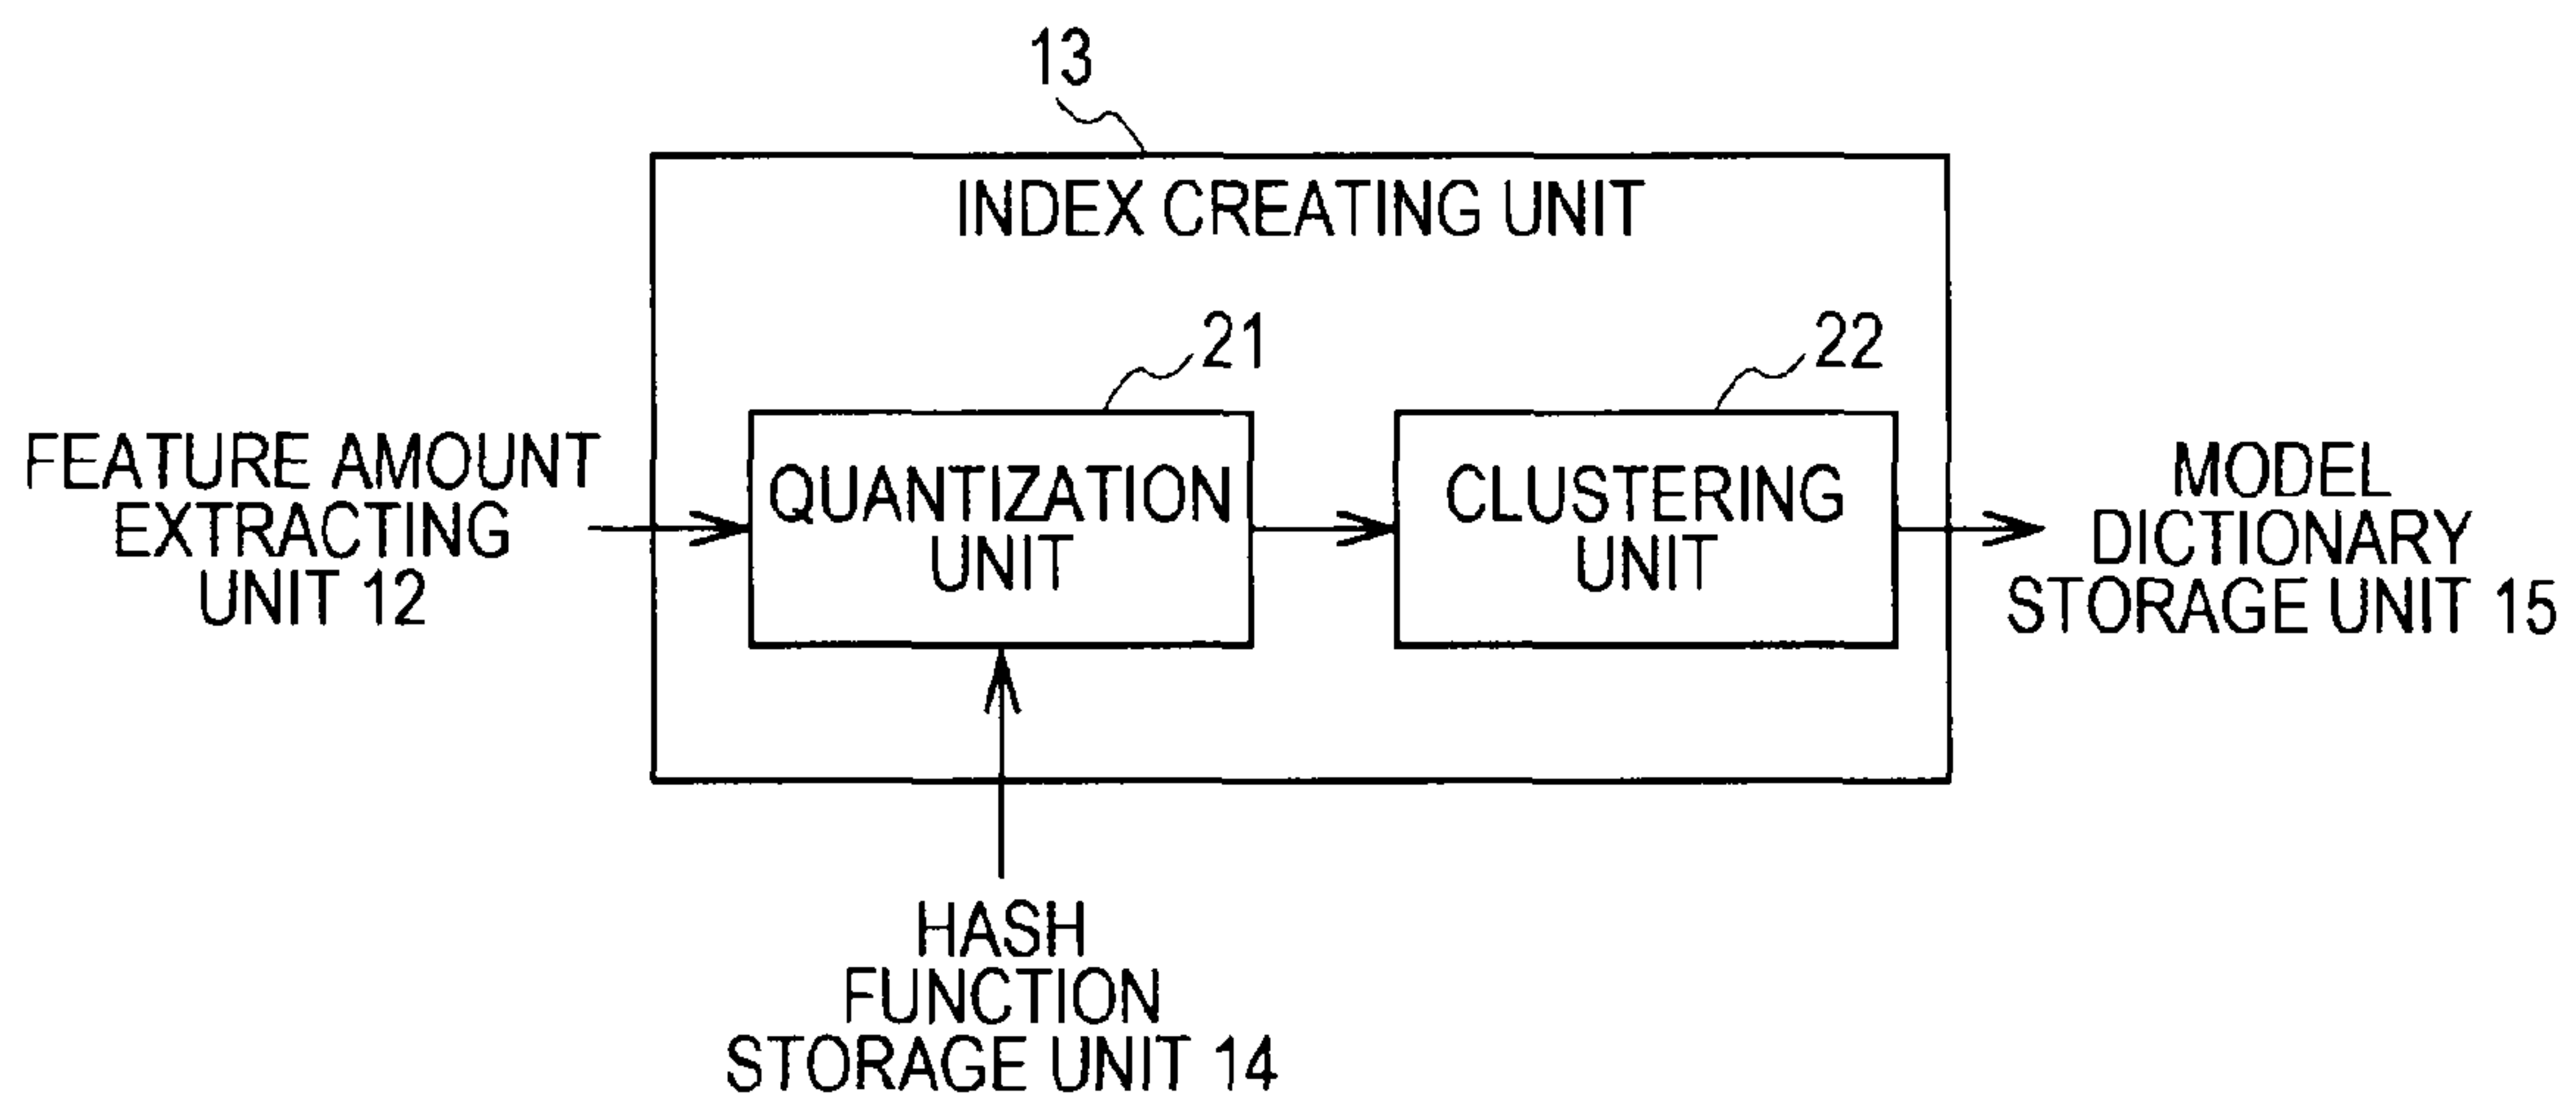 13
INDEX CREATING UNIT
21
22
FEATURE AMOUNT
EXTRACTING
UNIT 12
QUANTIZATION
UNIT
CLUSTERING
UNIT
MODEL
DICTIONARY
STORAGE UNIT 15
HASH
FUNCTION
STORAGE UNIT 14